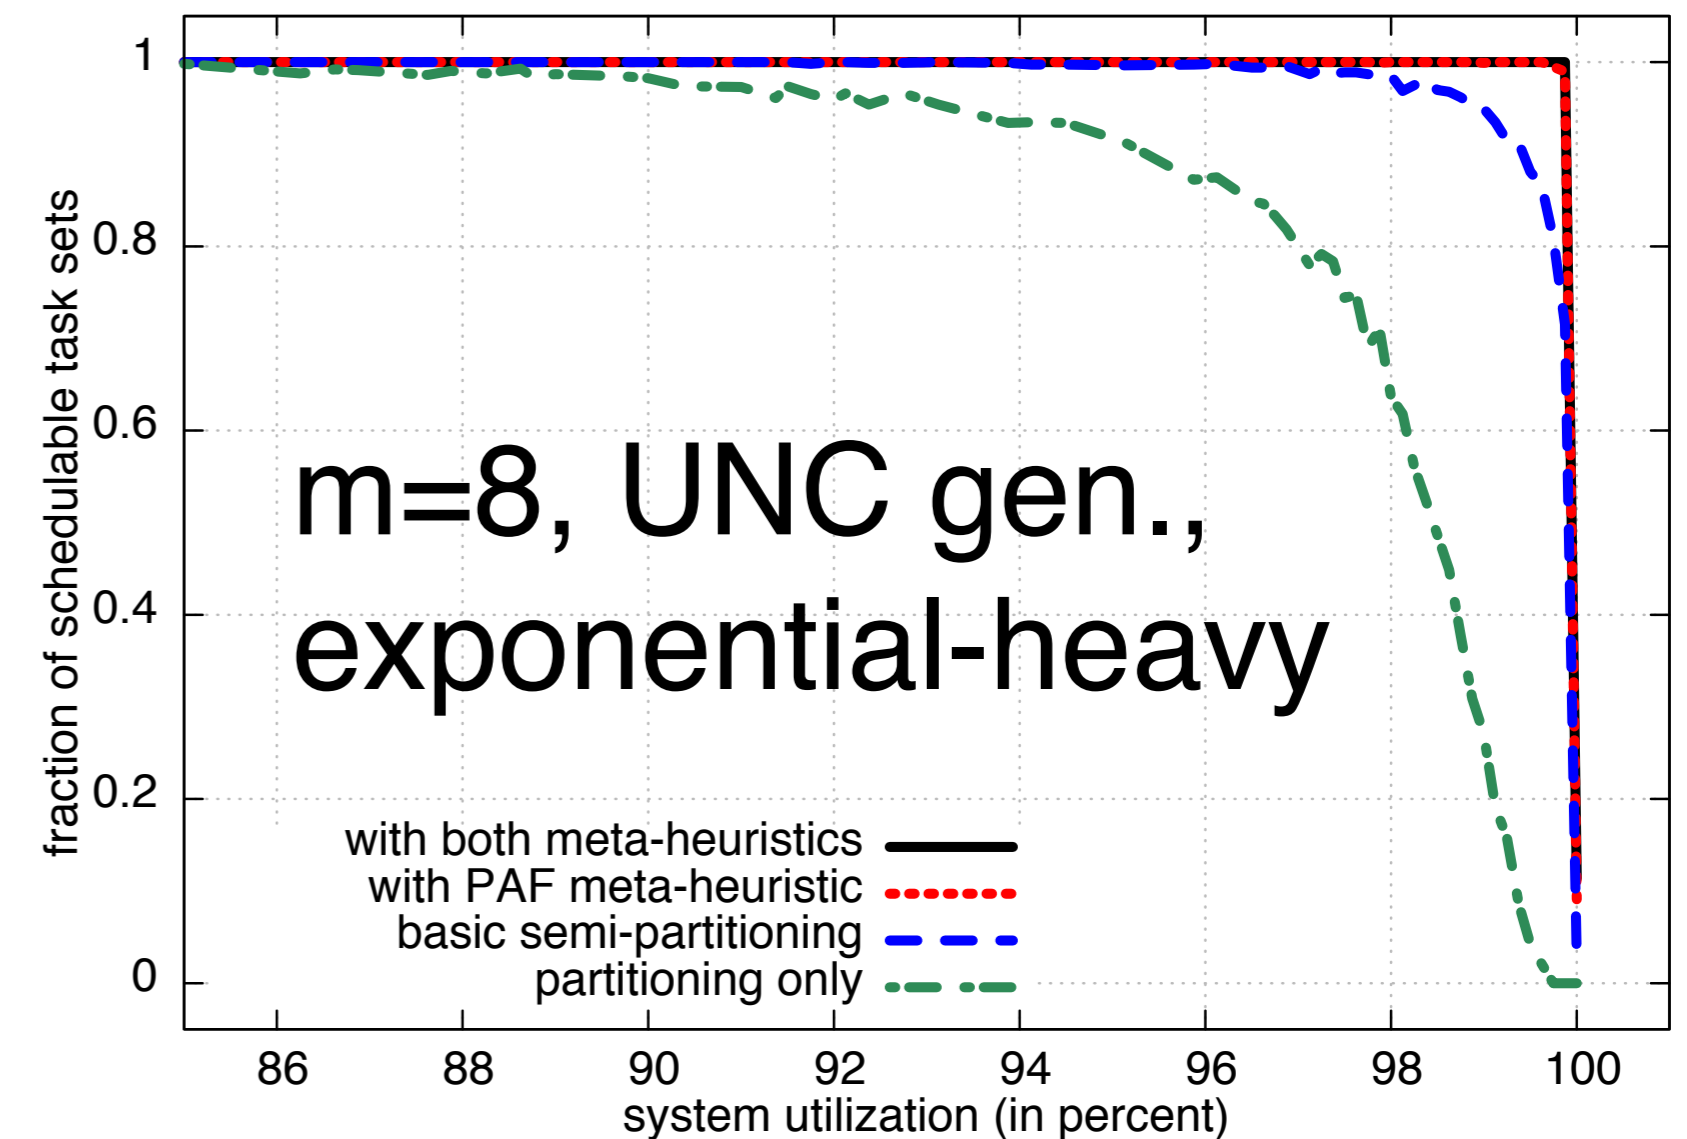 fraction of schedulable task sets
1
0.8
0.6
0.4
0.2
0
m=8, UNC gen.,
exponential-heavy
with both meta-heuristics
with PAF meta-heuristic
basic semi-partitioning
partitioning only
86 88 90 92 94 96 98 100
system utilization (in percent)